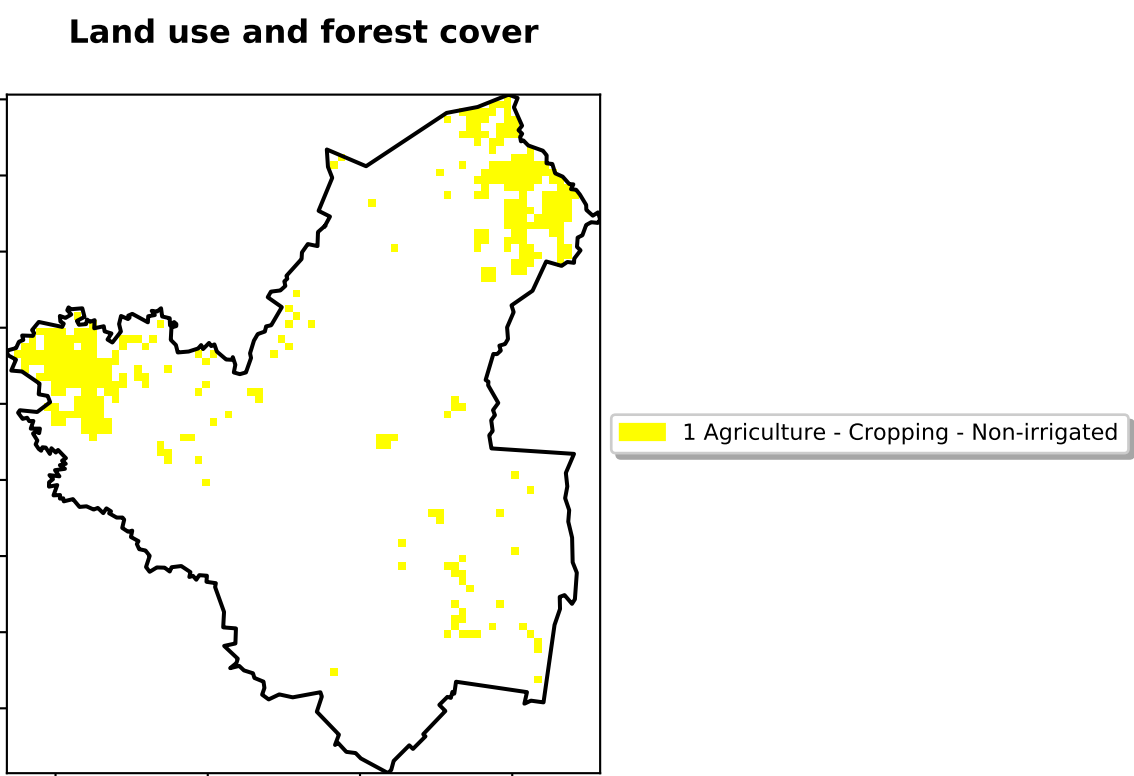 Land use and forest cover
1 Agriculture - Cropping - Non-irrigated